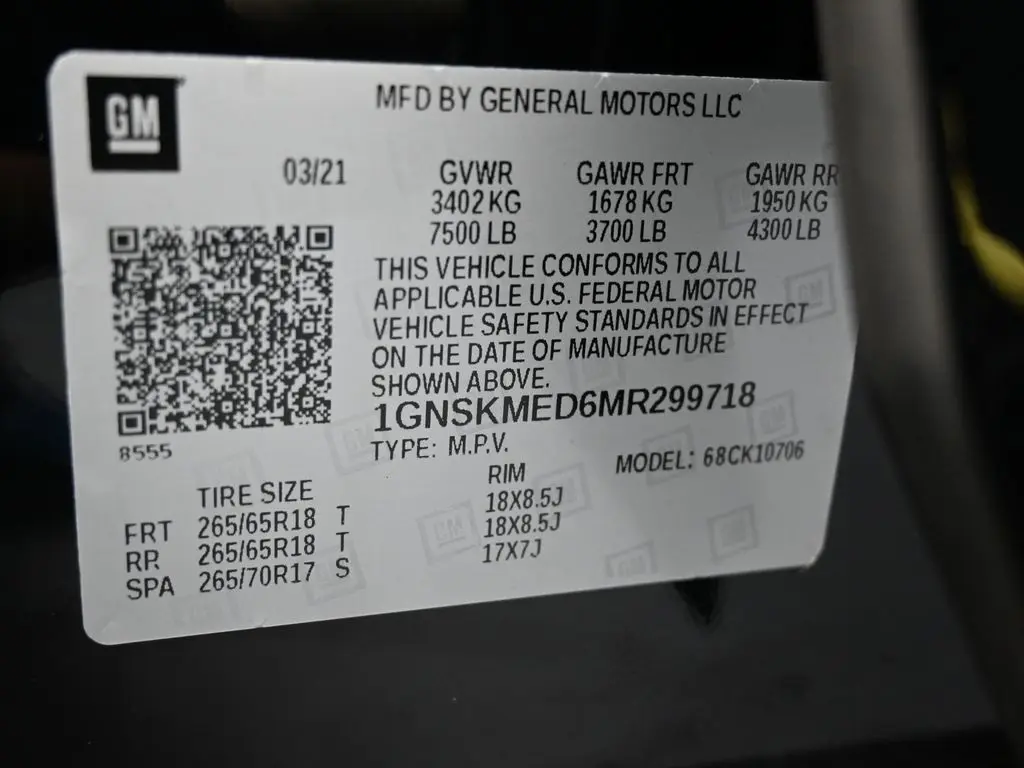 GM
MFD BY GENERAL MOTORS LLC
03/21 GVWR GAWR FRT GAWR RR
3402 KG 1678 KG 1950 KG
7500 LB 3700 LB 4300 LB
THIS VEHICLE CONFORMS TO ALL
APPLICABLE U.S. FEDERAL MOTOR
VEHICLE SAFETY STANDARDS IN EFFECT
ON THE DATE OF MANUFACTURE
SHOWN ABOVE.
1GNSKMED6MR299718
8555
TYPE: M.P.V. MODEL: 68CK10706
TIRE SIZE RIM
FRT 265/65R18 T 18X8.5J
RR 265/65R18 T 18X8.5J
SPA 265/70R17 S 17X7J